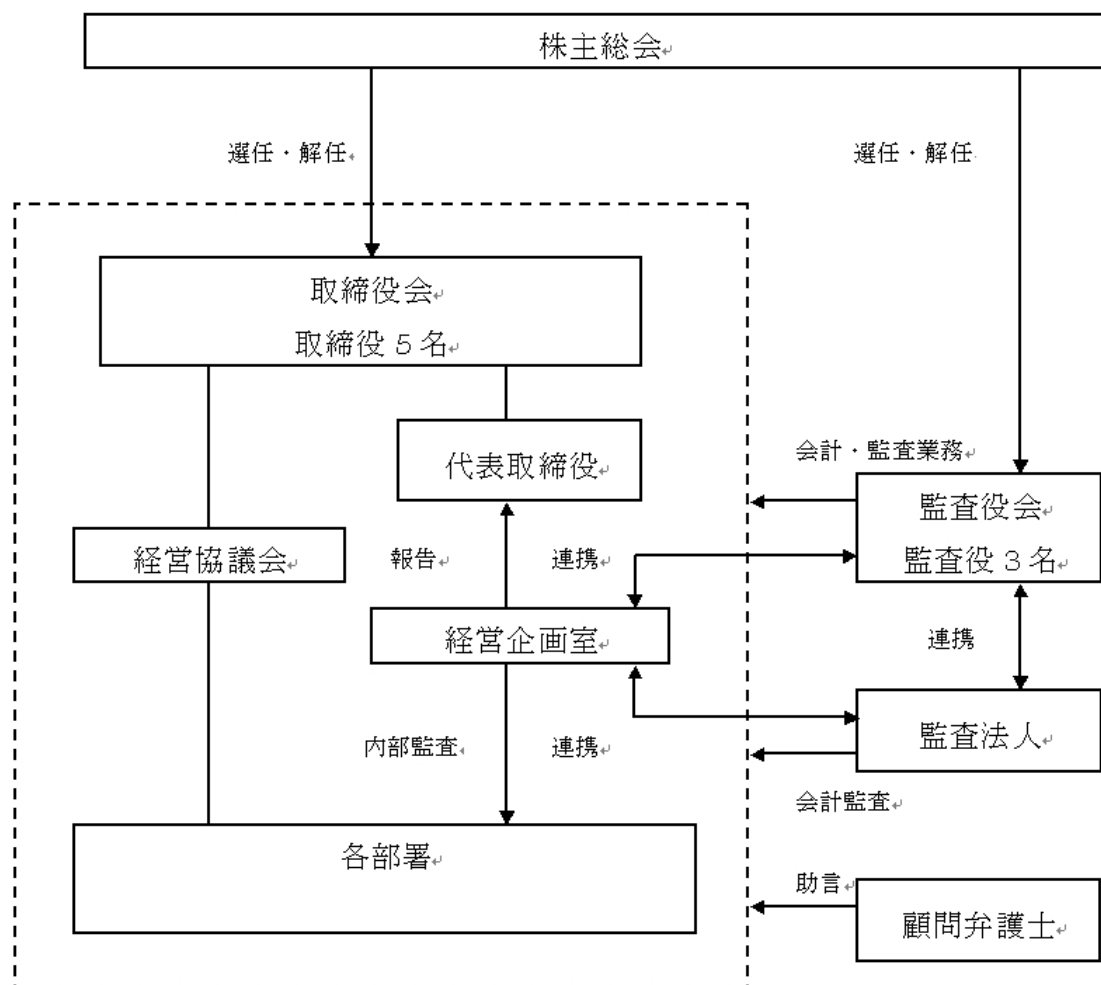 株主総会
選任・解任
選任・解任
取締役会
取締役５名
代表取締役
会計・監査業務
監査役会
監査役３名
経営協議会
報告
連携
経営企画室
連携
監査法人
内部監査
連携
会計監査
各部署
助言
顧問弁護士